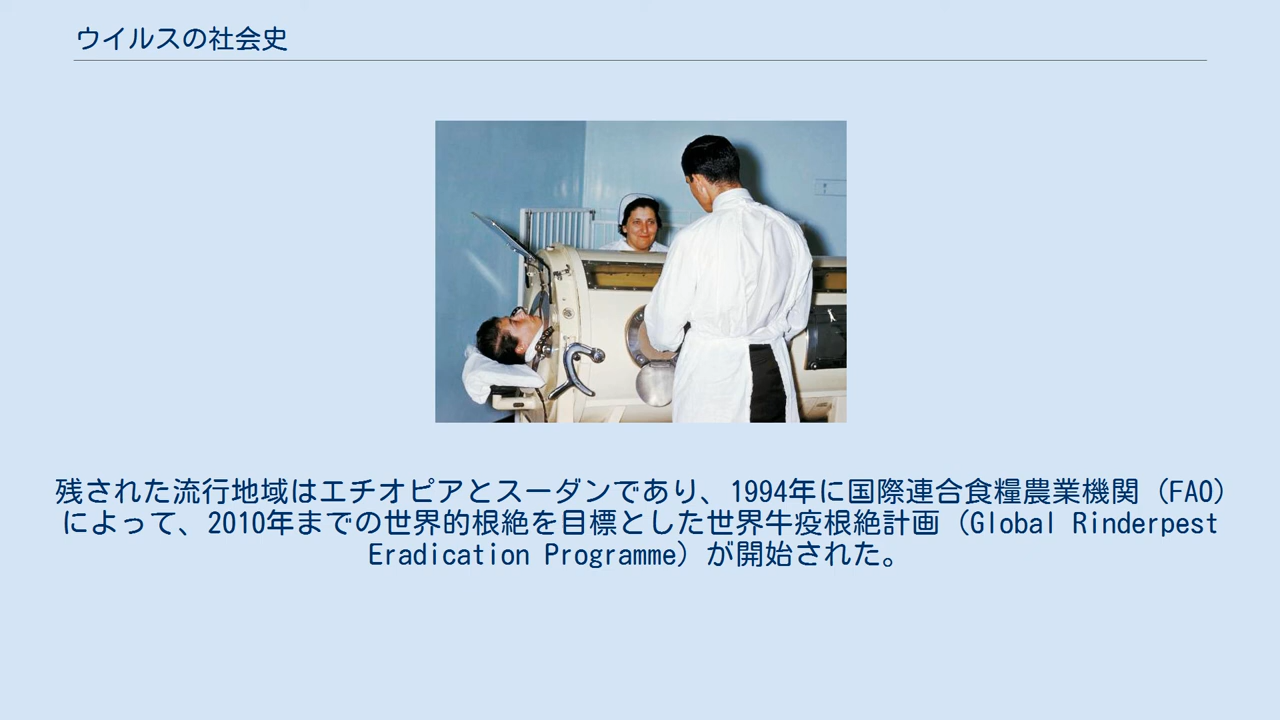 ウイルスの社会史
残された流行地域はエチオピアとスーダンであり、1994年に国際連合食糧農業機関（FAO）
によって、2010年までの世界的根絶を目標とした世界牛疫根絶計画（Global Rinderpest
Eradication Programme）が開始された。